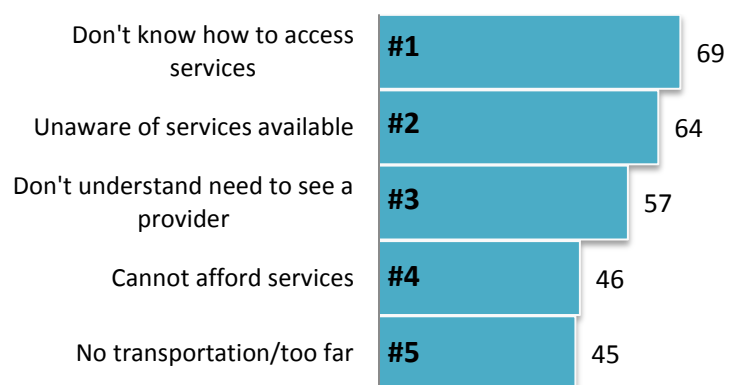 Don't know how to access
services
#1
69
Unaware of services available
#2
64
Don't understand need to see a
provider
#3
57
Cannot afford services
#4
46
No transportation/too far
#5
45